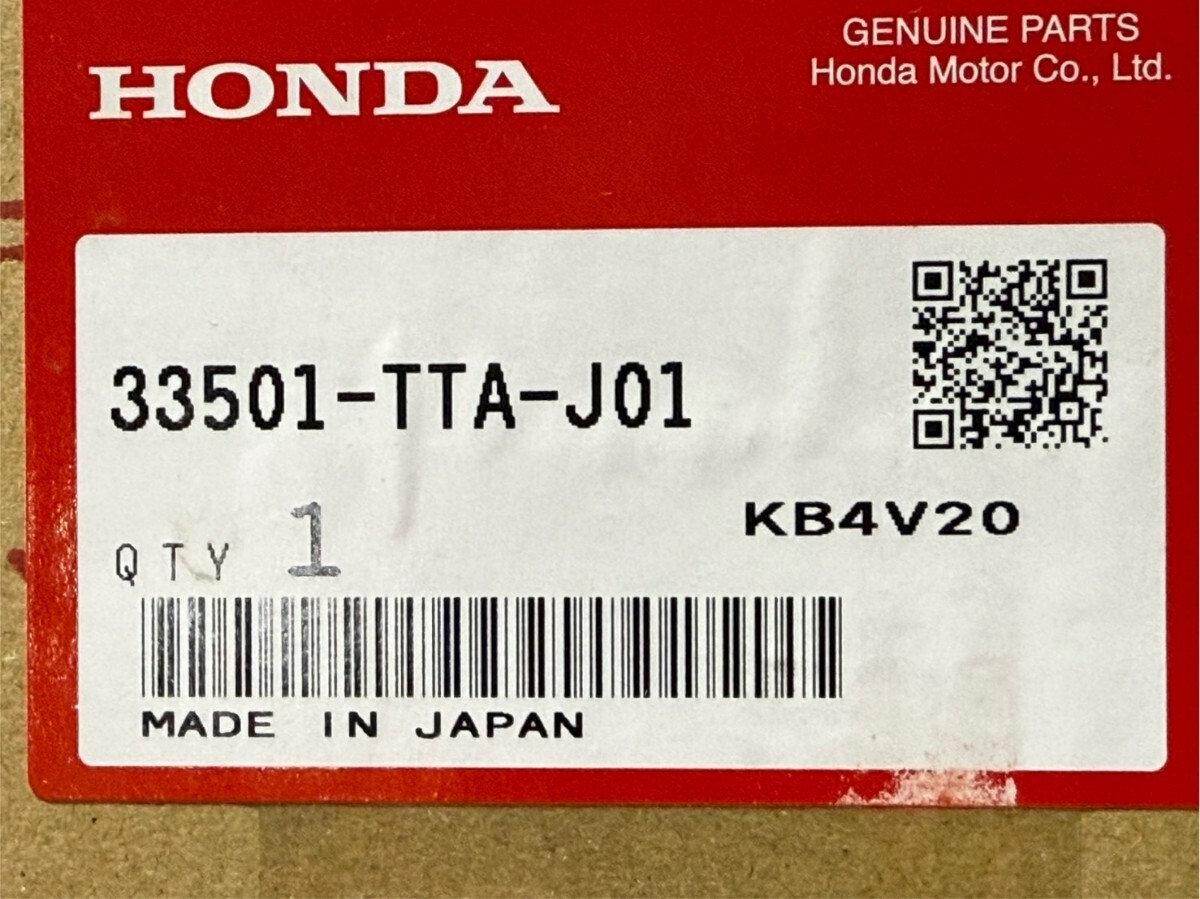 HONDA
GENUINE PARTS
Honda Motor Co., Ltd.
33501-TTA-J01
KB4V20
QTY 1
MADE IN JAPAN